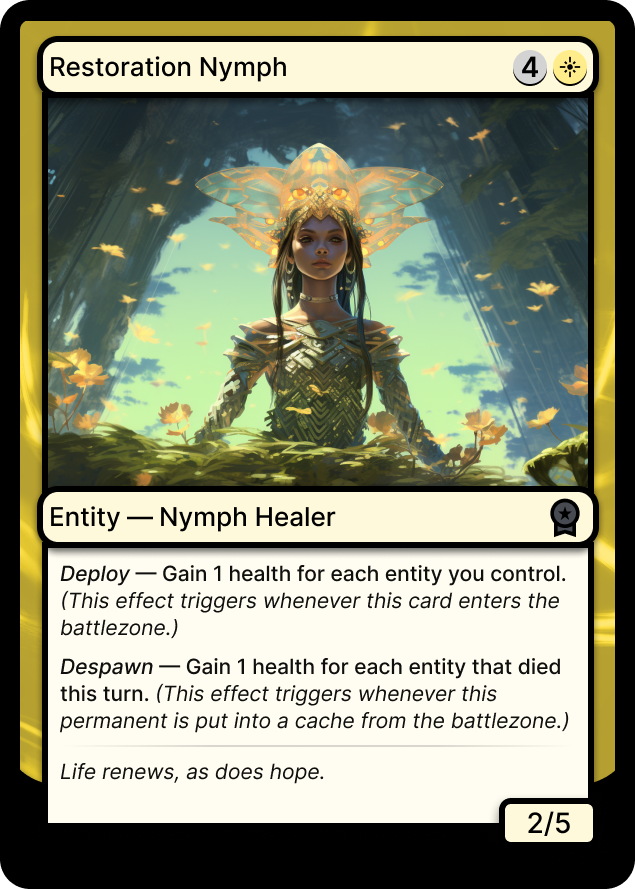 Restoration Nymph 4
Entity — Nymph Healer
Deploy — Gain 1 health for each entity you control.
(This effect triggers whenever this card enters the
battlezone.)
Despawn — Gain 1 health for each entity that died
this turn. (This effect triggers whenever this
permanent is put into a cache from the battlezone.)
Life renews, as does hope.
2/5